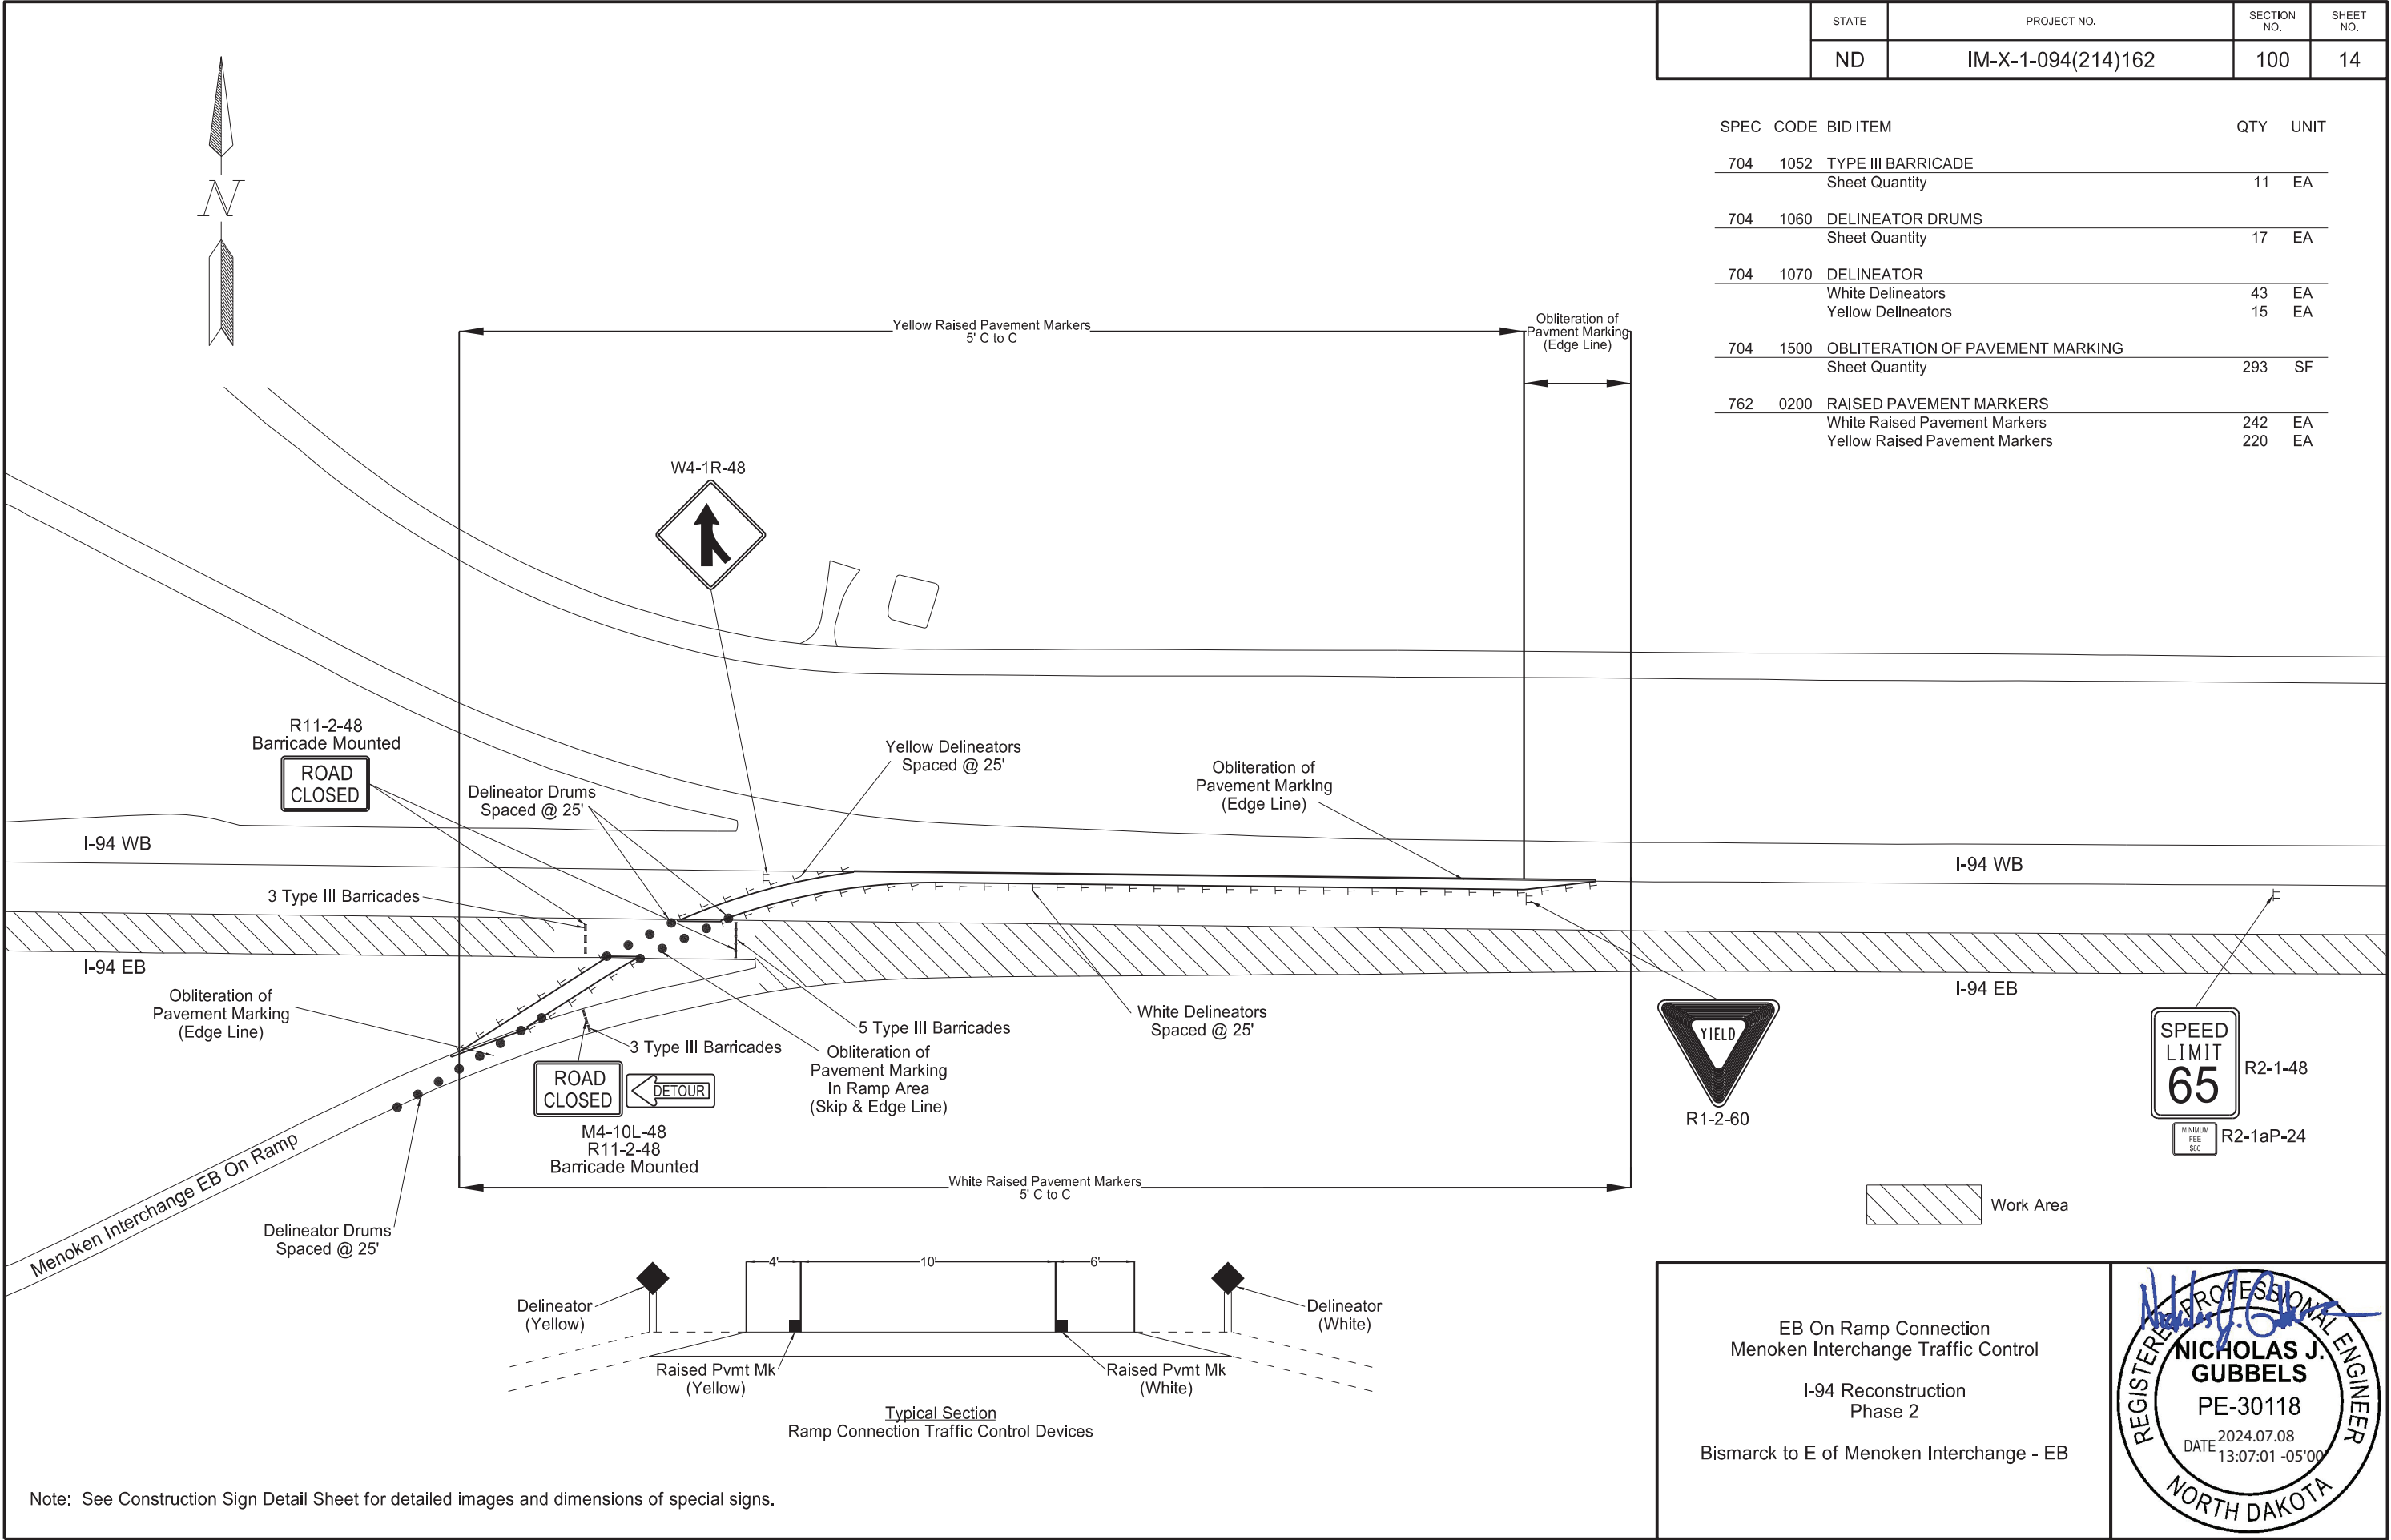 STATE
PROJECT NO.
SECTION
NO.
SHEET
NO.
ND
IM-X-1-094(214)162
100
14
SPEC CODE BID ITEM QTY UNIT
704 1052 TYPE III BARRICADE
Sheet Quantity 11 EA
704 1060 DELINEATOR DRUMS
Sheet Quantity 17 EA
704 1070 DELINEATOR
White Delineators 43 EA
Yellow Delineators 15 EA
704 1500 OBLITERATION OF PAVEMENT MARKING
Sheet Quantity 293 SF
762 0200 RAISED PAVEMENT MARKERS
White Raised Pavement Markers 242 EA
Yellow Raised Pavement Markers 220 EA
N
Yellow Raised Pavement Markers
5' C to C
Obliteration of
Pavment Marking
(Edge Line)
W4-1R-48
R11-2-48
Barricade Mounted
ROAD
CLOSED
Delineator Drums
Spaced @ 25'
Yellow Delineators
Spaced @ 25'
Obliteration of
Pavement Marking
(Edge Line)
I-94 WB
I-94 WB
3 Type III Barricades
I-94 EB
I-94 EB
Obliteration of
Pavement Marking
(Edge Line)
3 Type III Barricades
5 Type III Barricades
Obliteration of
Pavement Marking
In Ramp Area
(Skip & Edge Line)
White Delineators
Spaced @ 25'
ROAD
CLOSED
DETOUR
M4-10L-48
R11-2-48
Barricade Mounted
YIELD
R1-2-60
SPEED
LIMIT
65
R2-1-48
MINIMUM
FEE
$80
R2-1aP-24
Menoken Interchange EB On Ramp
Delineator Drums
Spaced @ 25'
White Raised Pavement Markers
5' C to C
Work Area
4'
10'
6'
Delineator
(Yellow)
Delineator
(White)
Raised Pvmt Mk
(Yellow)
Raised Pvmt Mk
(White)
Typical Section
Ramp Connection Traffic Control Devices
Note: See Construction Sign Detail Sheet for detailed images and dimensions of special signs.
EB On Ramp Connection
Menoken Interchange Traffic Control
I-94 Reconstruction
Phase 2
Bismarck to E of Menoken Interchange - EB
REGISTERED PROFESSIONAL ENGINEER
Nicholas J. Gubbels
NICHOLAS J.
GUBBELS
PE-30118
DATE 2024.07.08
13:07:01 -05'00'
NORTH DAKOTA